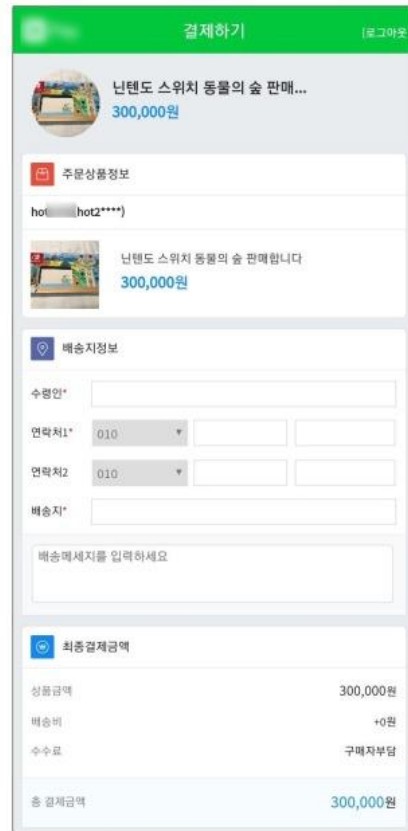 결제하기
[로그아웃
닌텐도 스위치 동물의 숲 판매...
300,000원
주문상품정보
hot hot2****)
닌텐도 스위치 동물의 숲 판매합니다
300,000원
배송지정보
수령인*
연락처1* 010
연락처2 010
배송지*
배송메세지를 입력하세요
최종결제금액
상품금액 300,000원
배송비 +0원
수수료 구매자부담
총 결제금액 300,000원